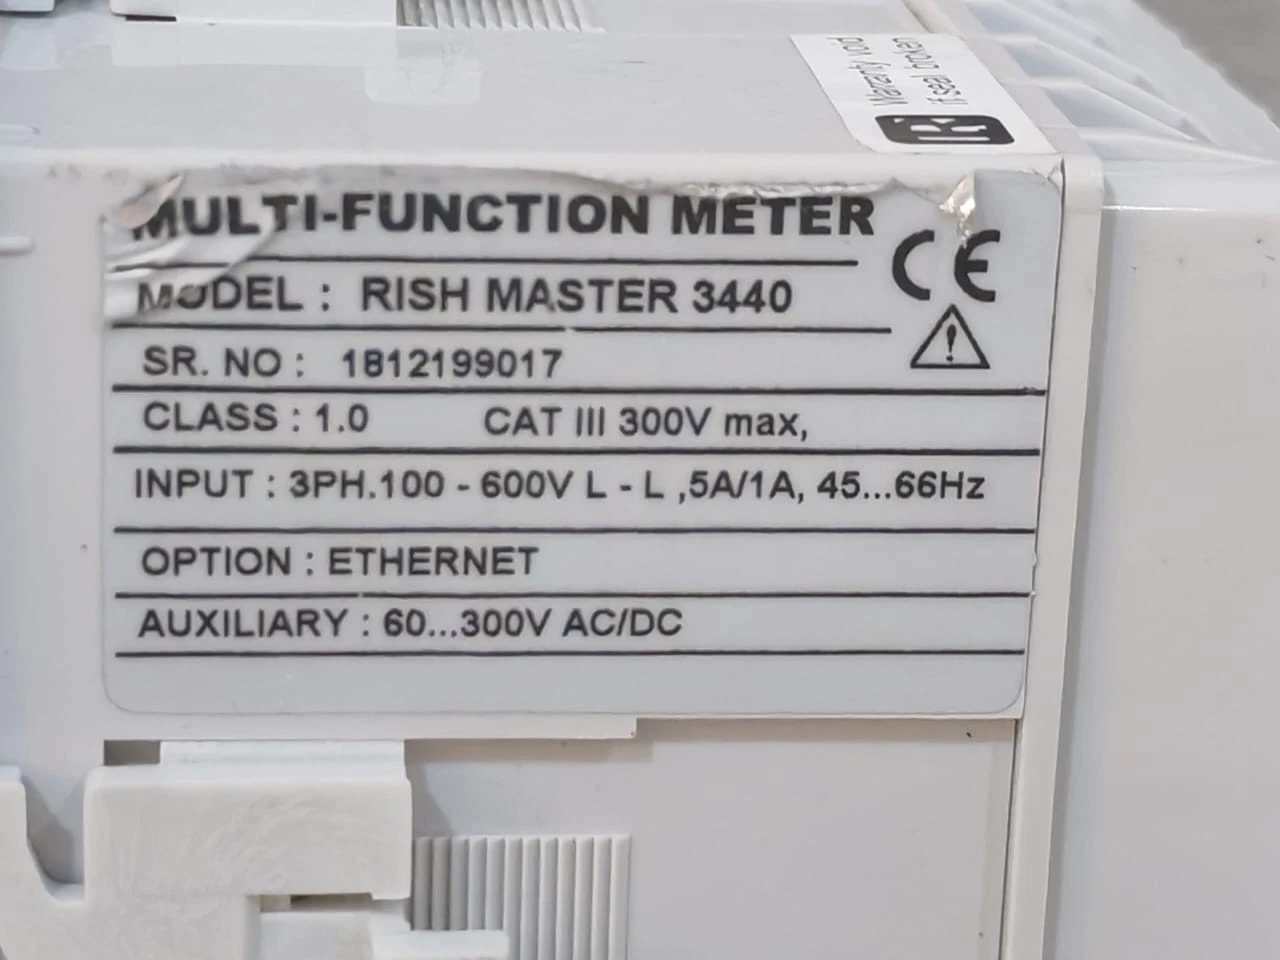 Warranty void
if seal broken
MULTI-FUNCTION METER
CE
MODEL : RISH MASTER 3440
SR. NO : 1812199017
CLASS : 1.0 CAT III 300V max,
INPUT : 3PH.100 - 600V L - L ,5A/1A, 45...66Hz
OPTION : ETHERNET
AUXILIARY : 60...300V AC/DC